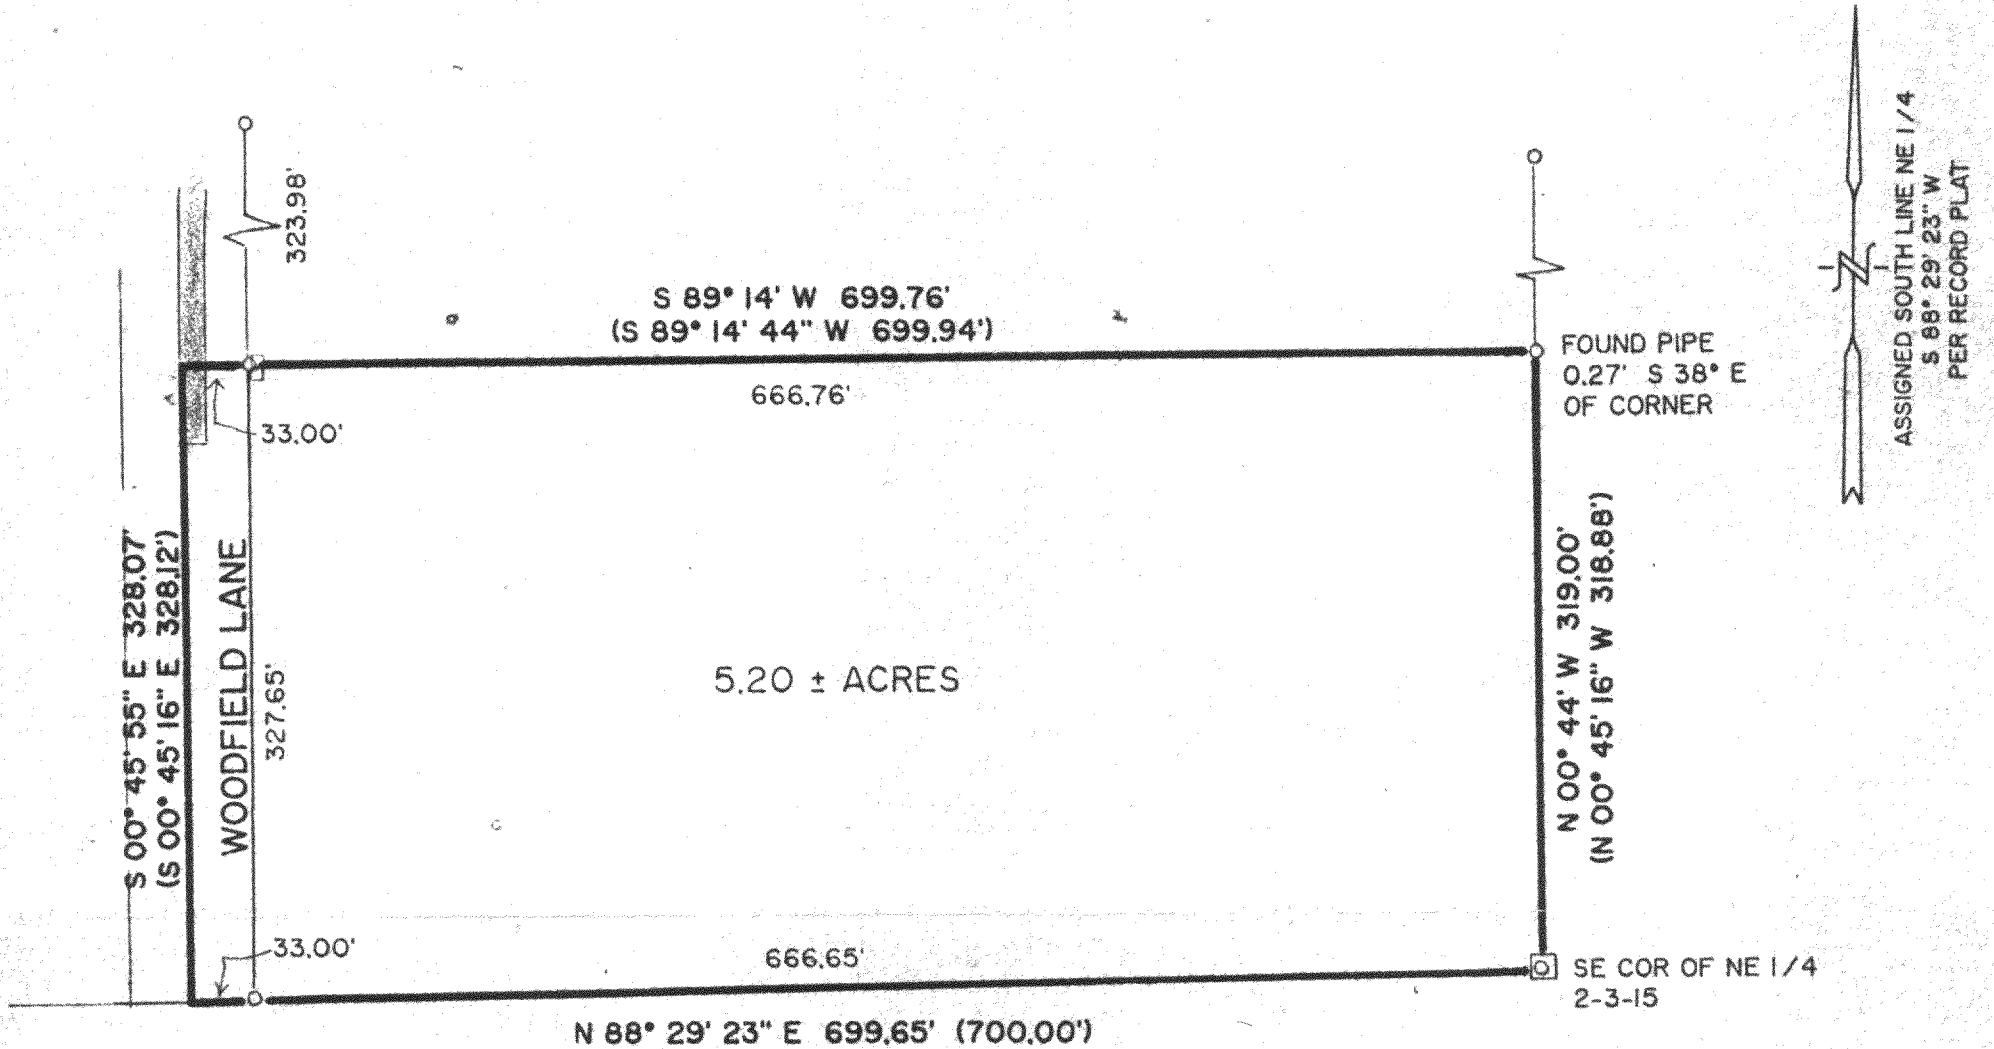 323.98'
S 89° 14' W 699.76'
(S 89° 14' 44" W 699.94')
666.76'
33.00'
FOUND PIPE
0.27' S 38° E
OF CORNER
ASSIGNED SOUTH LINE NE 1/4
S 88° 29' 23" W
PER RECORD PLAT
N
S 00° 45' 55" E 328.07'
(S 00° 45' 16" E 328.12')
WOODFIELD LANE
327.65'
5.20 ± ACRES
N 00° 44' W 319.00'
(N 00° 45' 16" W 318.88')
33.00'
666.65'
SE COR OF NE 1/4
2-3-15
N 88° 29' 23" E 699.65' (700.00')